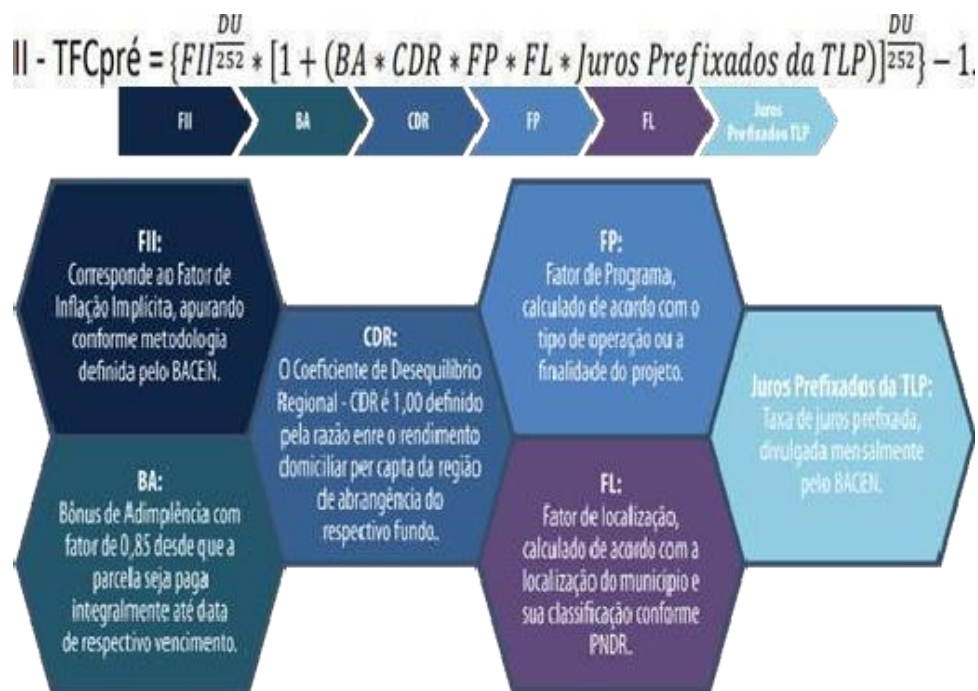 II - TFCpré = {FII^(DU/252) * [1 + (BA * CDR * FP * FL * Juros Prefixados da TLP)]^(DU/252)} − 1.
FII
BA
CDR
FP
FL
Juros
Prefixados TLP
FII:
Corresponde ao Fator de
Inflação Implícita, apurando
conforme metodologia
definida pelo BACEN.
BA:
Bônus de Adimplência com
fator de 0,85 desde que a
parcela seja paga
integralmente até data
de respectivo vencimento.
CDR:
O Coeficiente de Desequilíbrio
Regional - CDR é 1,00 definido
pela razão enre o rendimento
domiciliar per capta da região
de abrangência do
respectivo fundo.
FP:
Fator de Programa,
calculado de acordo com o
tipo de operação ou a
finalidade do projeto.
FL:
Fator de localização,
calculado de acordo com a
localização do município e
sua classificação conforme
PNDR.
Juros Prefixados da TLP:
Taxa de juros prefixada,
divulgada mensalmente
pelo BACEN.